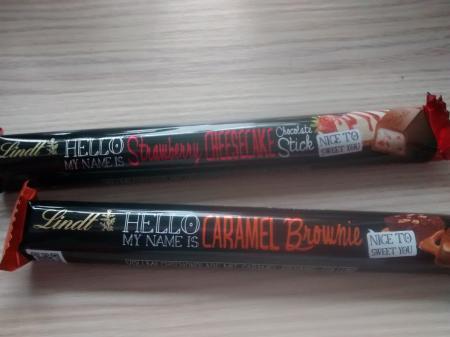 Lindt HELLO MY NAME IS Strawberry CHEESECAKE Chocolate Stick NICE TO SWEET YOU
Lindt HELLO MY NAME IS CARAMEL Brownie NICE TO SWEET YOU